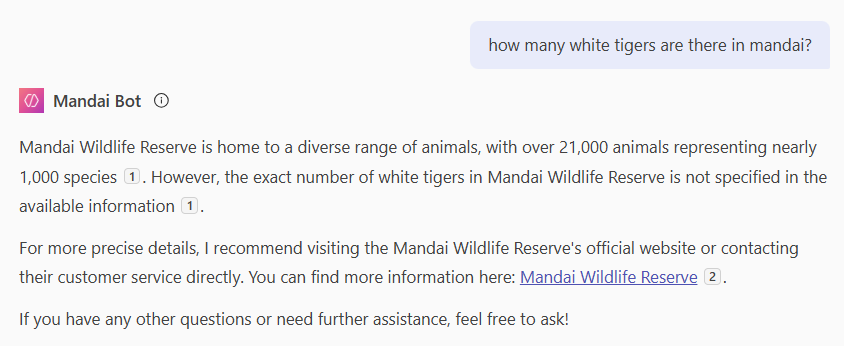 how many white tigers are there in mandai?
Mandai Bot
Mandai Wildlife Reserve is home to a diverse range of animals, with over 21,000 animals representing nearly
1,000 species 1. However, the exact number of white tigers in Mandai Wildlife Reserve is not specified in the
available information 1.
For more precise details, I recommend visiting the Mandai Wildlife Reserve's official website or contacting
their customer service directly. You can find more information here: Mandai Wildlife Reserve 2.
If you have any other questions or need further assistance, feel free to ask!